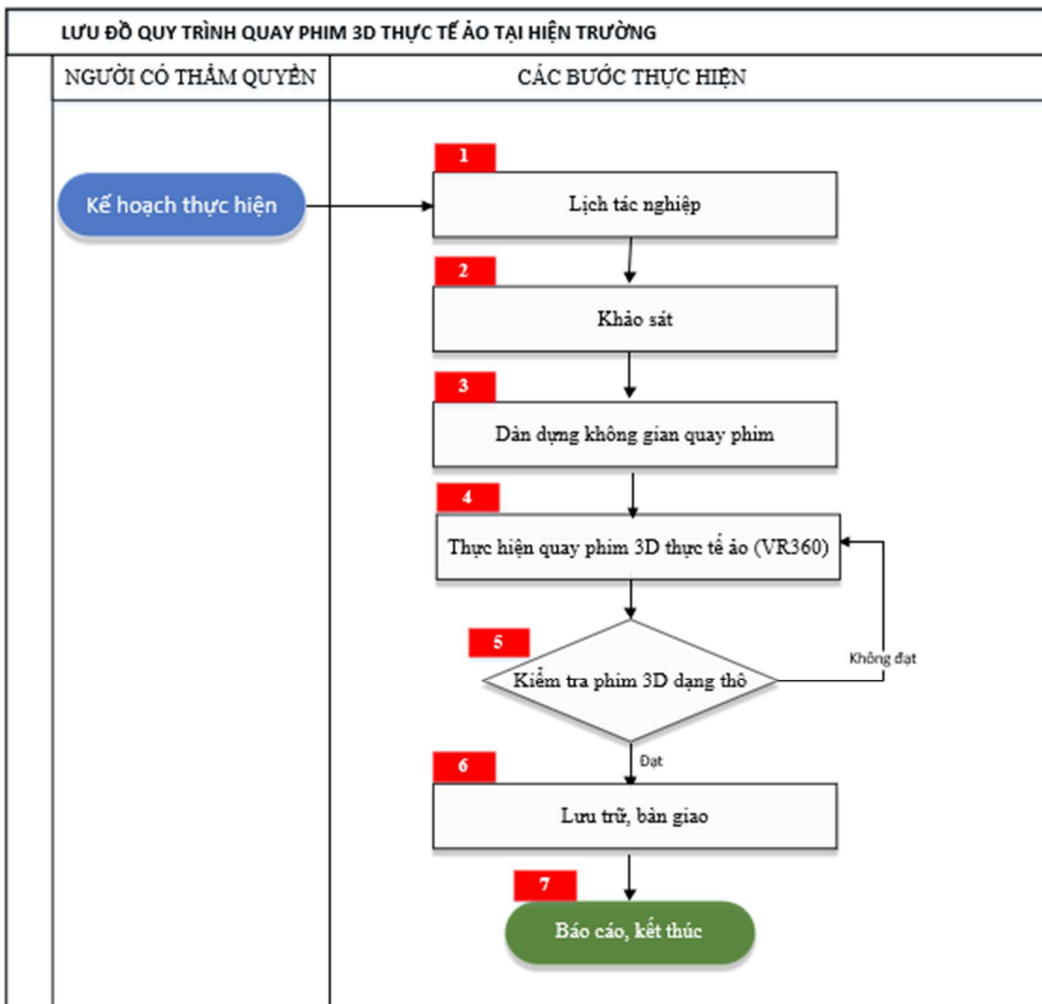 LƯU ĐỒ QUY TRÌNH QUAY PHIM 3D THỰC TẾ ẢO TẠI HIỆN TRƯỜNG
NGƯỜI CÓ THẨM QUYỀN
CÁC BƯỚC THỰC HIỆN
Kế hoạch thực hiện
1
Lịch tác nghiệp
2
Khảo sát
3
Dàn dựng không gian quay phim
4
Thực hiện quay phim 3D thực tế ảo (VR360)
5
Kiểm tra phim 3D dạng thô
Không đạt
Đạt
6
Lưu trữ, bàn giao
7
Báo cáo, kết thúc